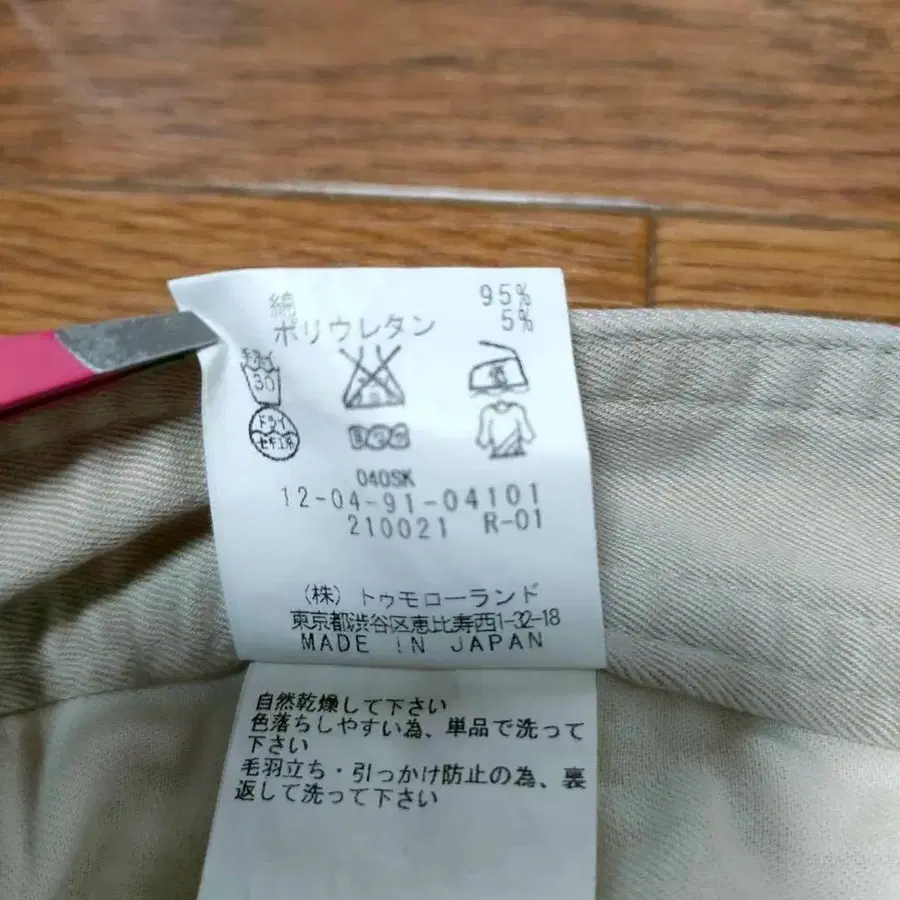 綿 95%
ポリウレタン 5%
手洗イ
30
ドライ
セキユ系
040SK
12-04-91-04101
210021 R-01
(株) トゥモローランド
東京都渋谷区恵比寿西1-32-18
MADE IN JAPAN
自然乾燥して下さい
色落ちしやすい為、単品で洗って
下さい
毛羽立ち・引っかけ防止の為、裏
返して洗って下さい